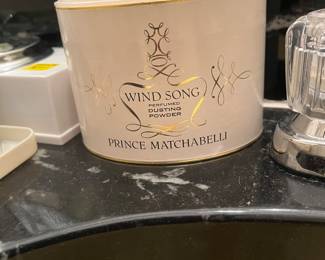 WIND SONG
PERFUMED
DUSTING
POWDER
PRINCE MATCHABELLI